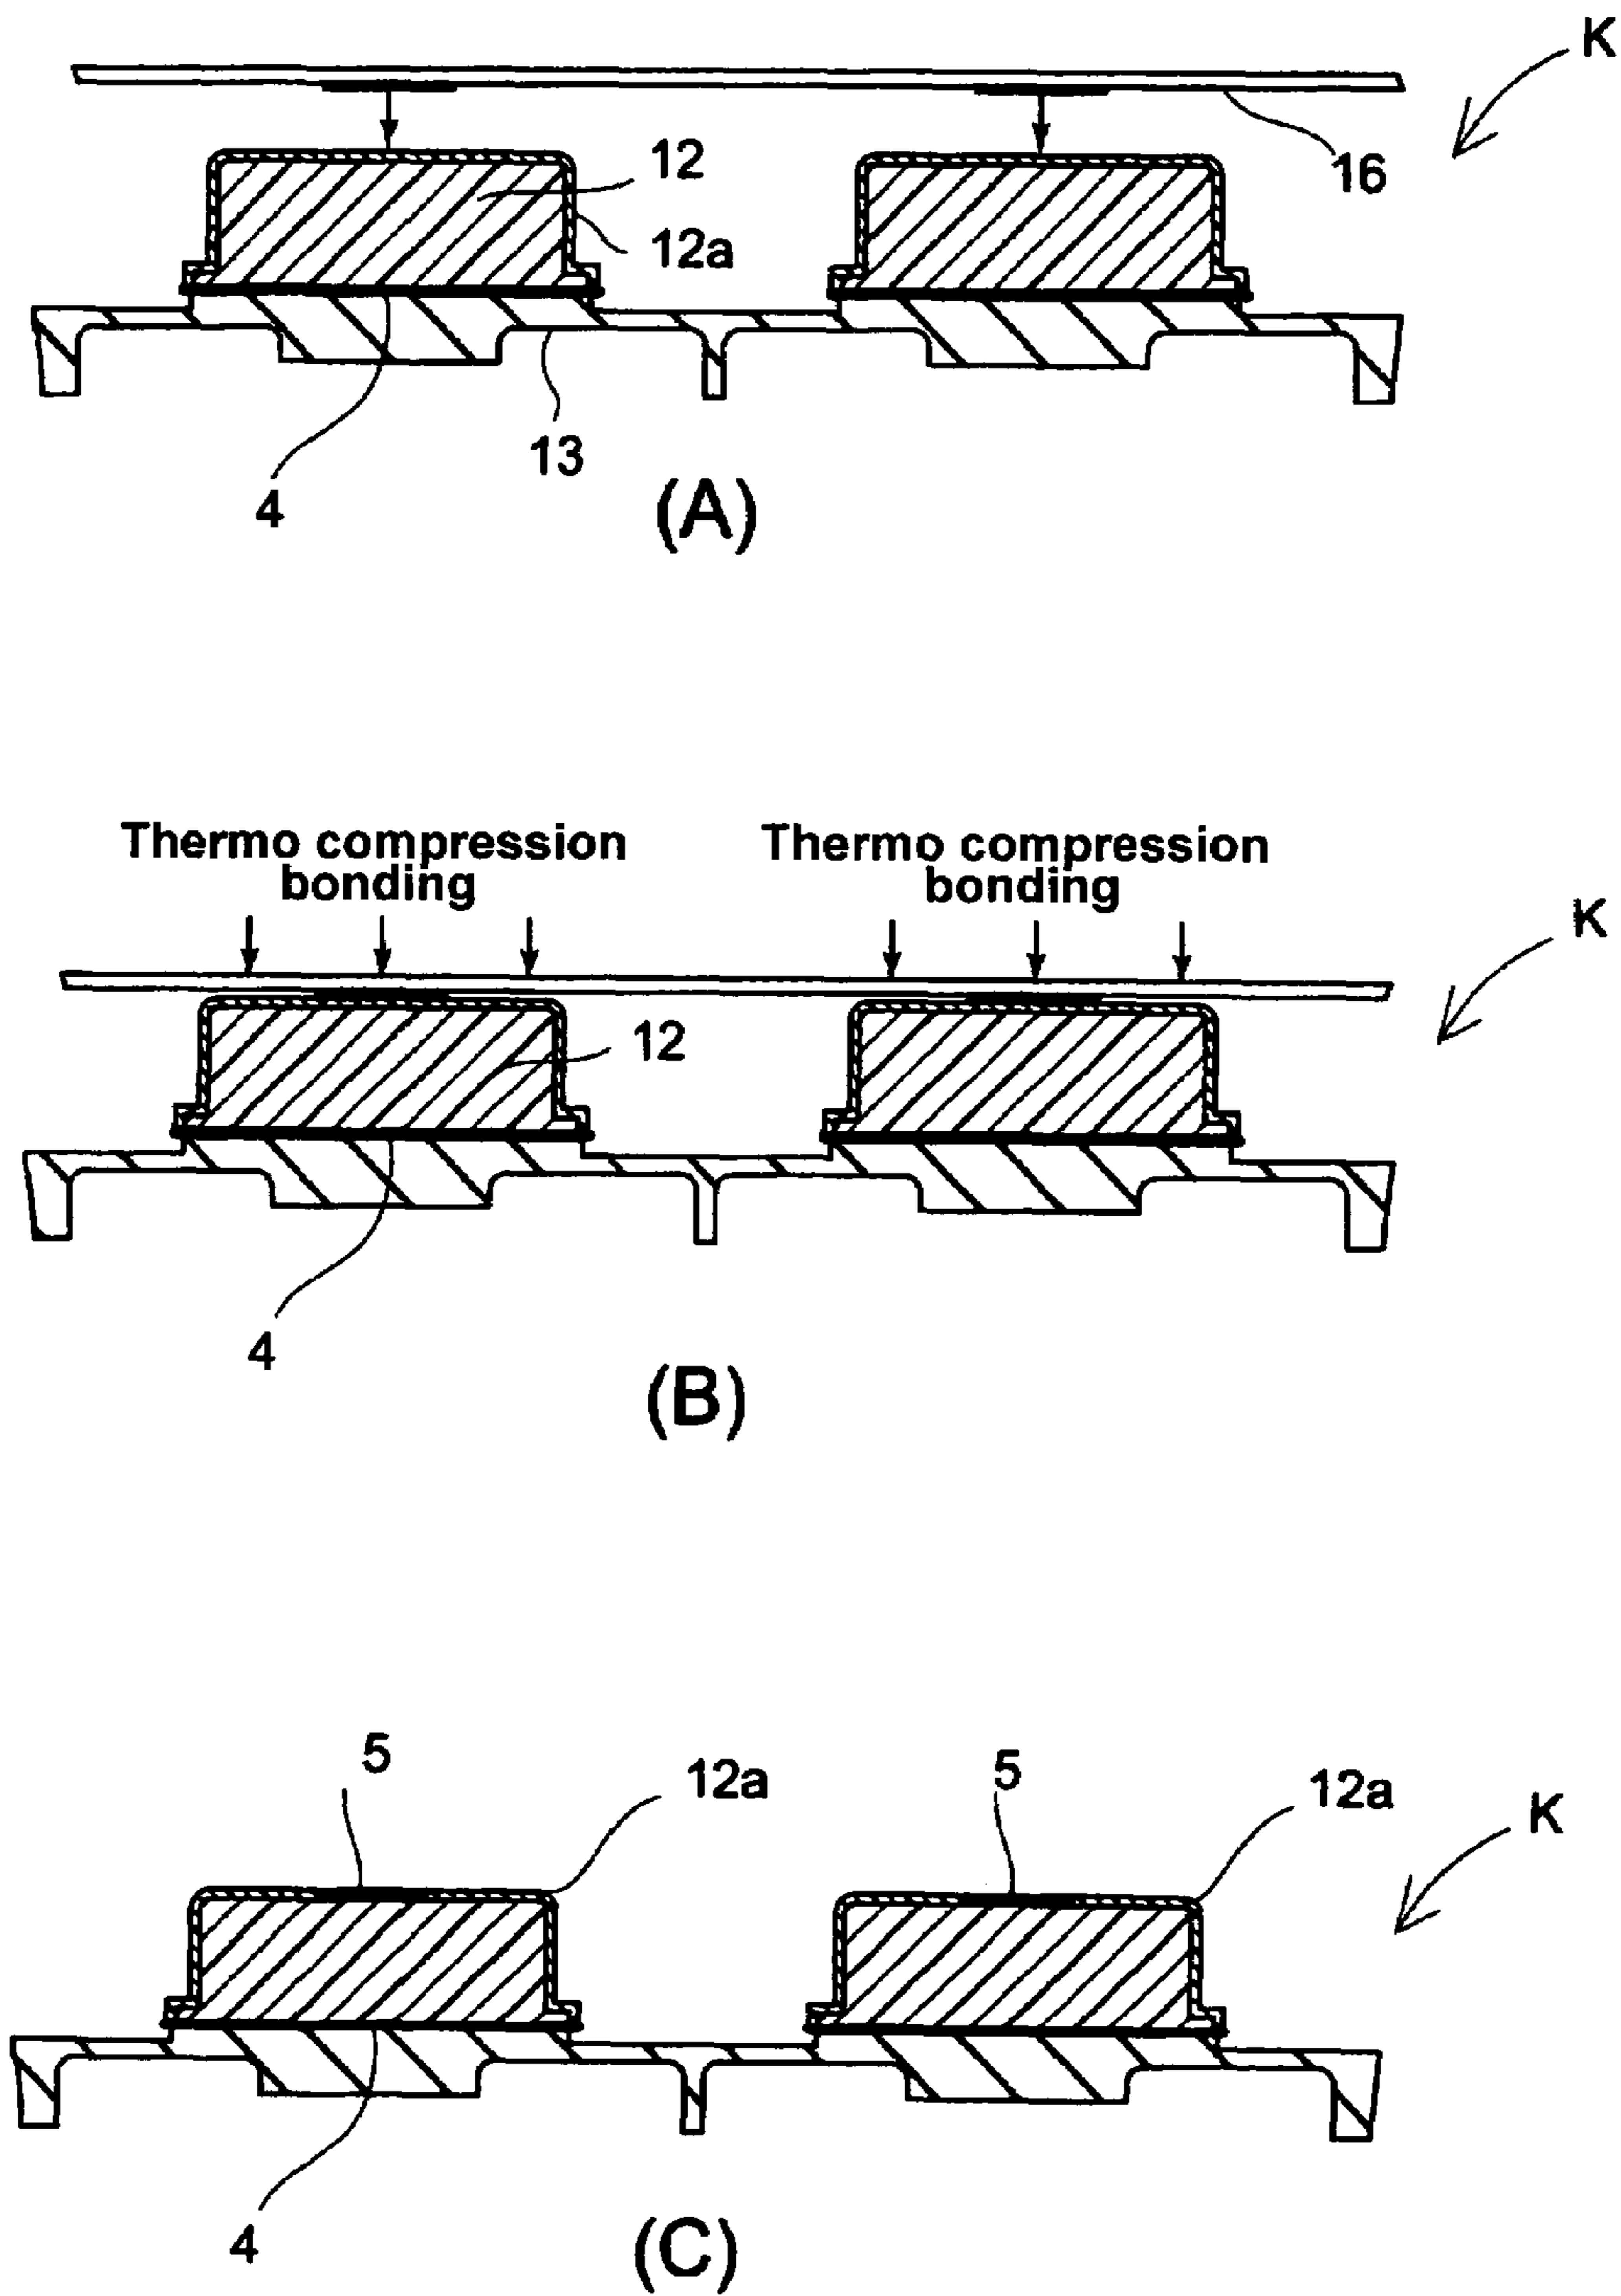 K
12
12a
16
13
4
(A)
Thermo compression
bonding
Thermo compression
bonding
K
12
4
(B)
5
12a
5
12a
K
4
(C)